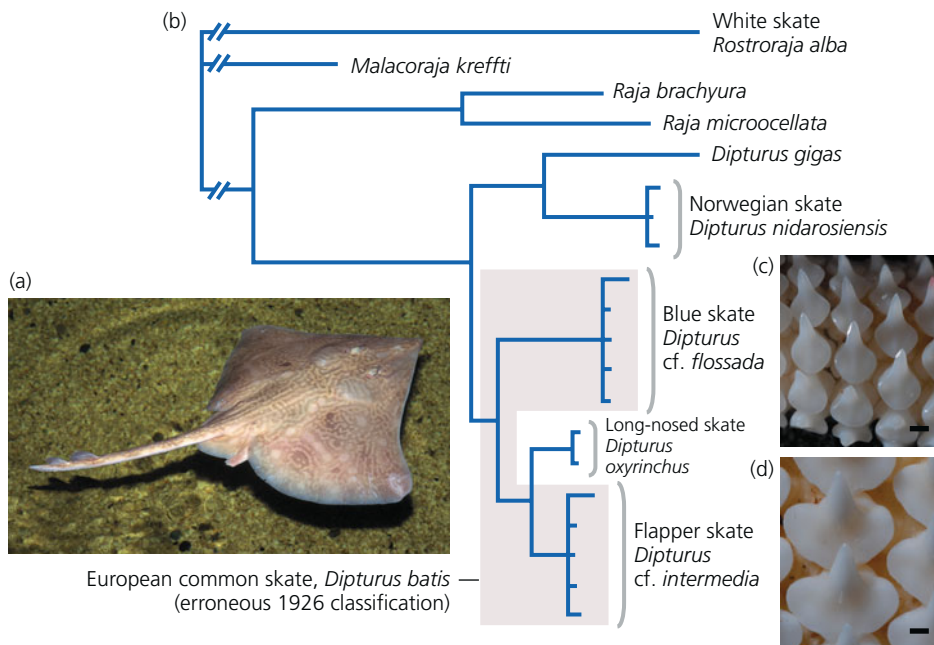 (b)
White skate
Rostroraja alba
Malacoraja kreffti
Raja brachyura
Raja microocellata
Dipturus gigas
Norwegian skate
Dipturus nidarosiensis
(a)
(c)
Blue skate
Dipturus
cf. flossada
Long-nosed skate
Dipturus
oxyrinchus
(d)
Flapper skate
Dipturus
cf. intermedia
European common skate, Dipturus batis
(erroneous 1926 classification)